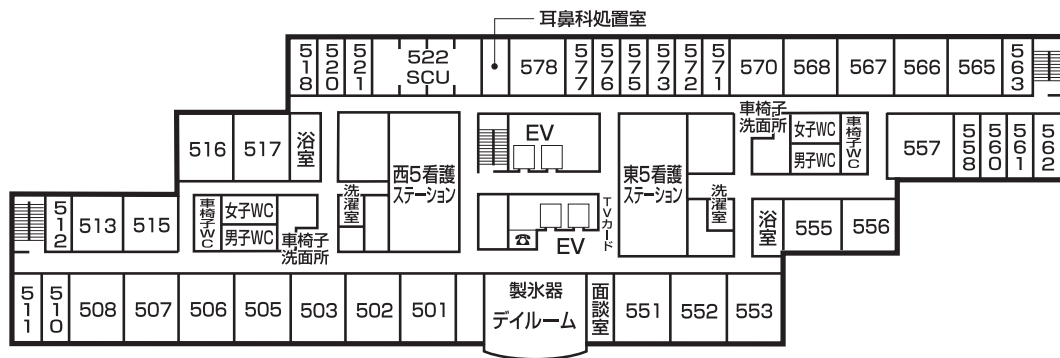 耳鼻科処置室
518
520
521
522
SCU
578
577
576
575
573
572
571
570
568
567
566
565
563
516
517
浴室
西5看護
ステーション
EV
東5看護
ステーション
車椅子
洗面所
女子WC
男子WC
車椅子WC
557
558
560
561
562
512
513
515
車椅子WC
女子WC
男子WC
車椅子
洗面所
洗濯室
EV
TVカード
洗濯室
浴室
555
556
511
510
508
507
506
505
503
502
501
製氷器
デイルーム
面談室
551
552
553